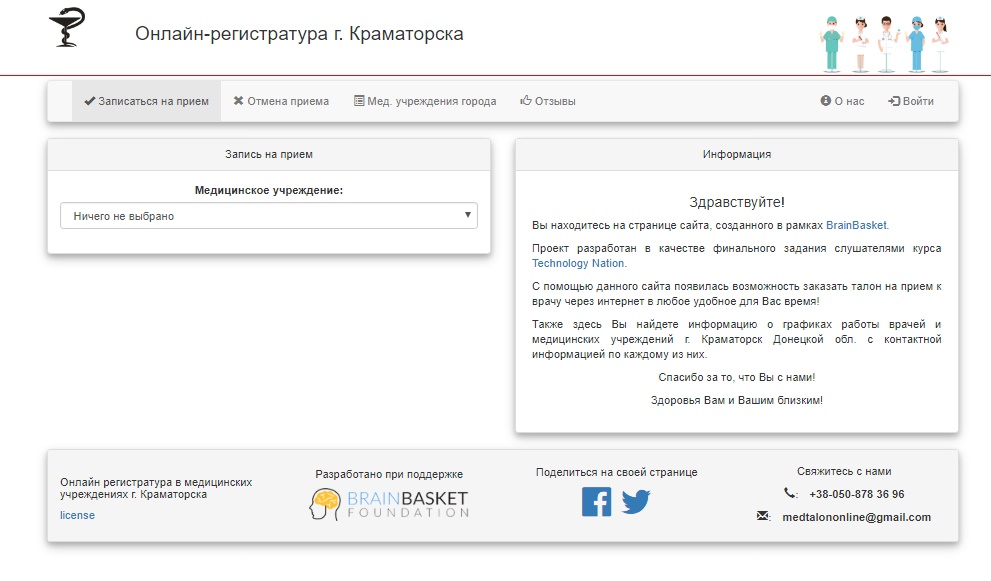 Онлайн-регистратура г. Краматорска
Записаться на прием
Отмена приема
Мед. учреждения города
Отзывы
О нас
Войти
Запись на прием
Медицинское учреждение:
Ничего не выбрано
Информация
Здравствуйте!
Вы находитесь на странице сайта, созданного в рамках BrainBasket.
Проект разработан в качестве финального задания слушателями курса
Technology Nation.
С помощью данного сайта появилась возможность заказать талон на прием к
врачу через интернет в любое удобное для Вас время!
Также здесь Вы найдете информацию о графиках работы врачей и
медицинских учреждений г. Краматорск Донецкой обл. с контактной
информацией по каждому из них.
Спасибо за то, что Вы с нами!
Здоровья Вам и Вашим близким!
Онлайн регистратура в медицинских
учреждениях г. Краматорска
license
Разработано при поддержке
BRAINBASKET
FOUNDATION
Поделиться на своей странице
Свяжитесь с нами
: +38-050-878 36 96
: medtalononline@gmail.com